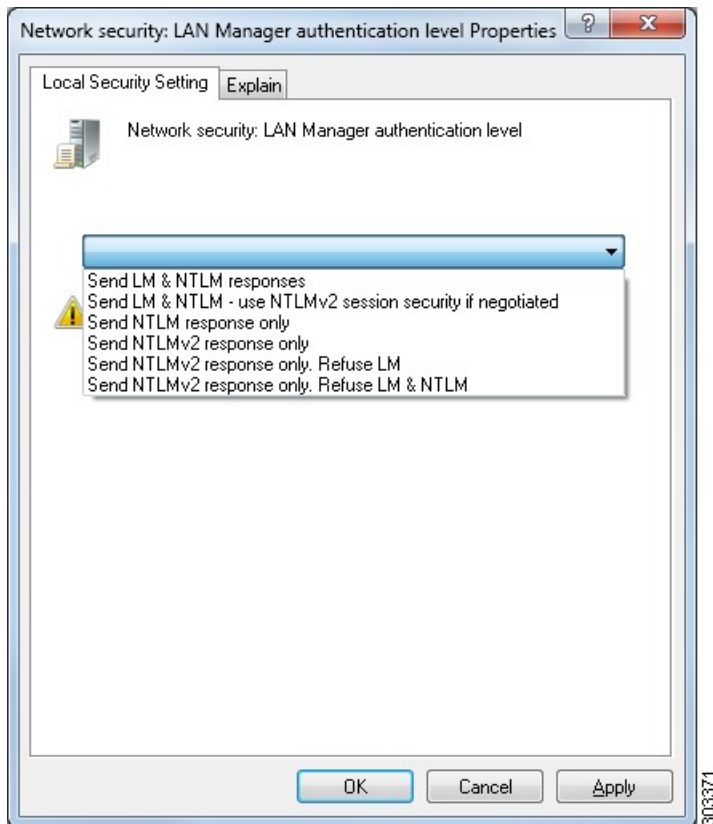 Network security: LAN Manager authentication level Properties
Local Security Setting
Explain
Network security: LAN Manager authentication level
Send LM & NTLM responses
Send LM & NTLM - use NTLMv2 session security if negotiated
Send NTLM response only
Send NTLMv2 response only
Send NTLMv2 response only. Refuse LM
Send NTLMv2 response only. Refuse LM & NTLM
OK
Cancel
Apply
303371